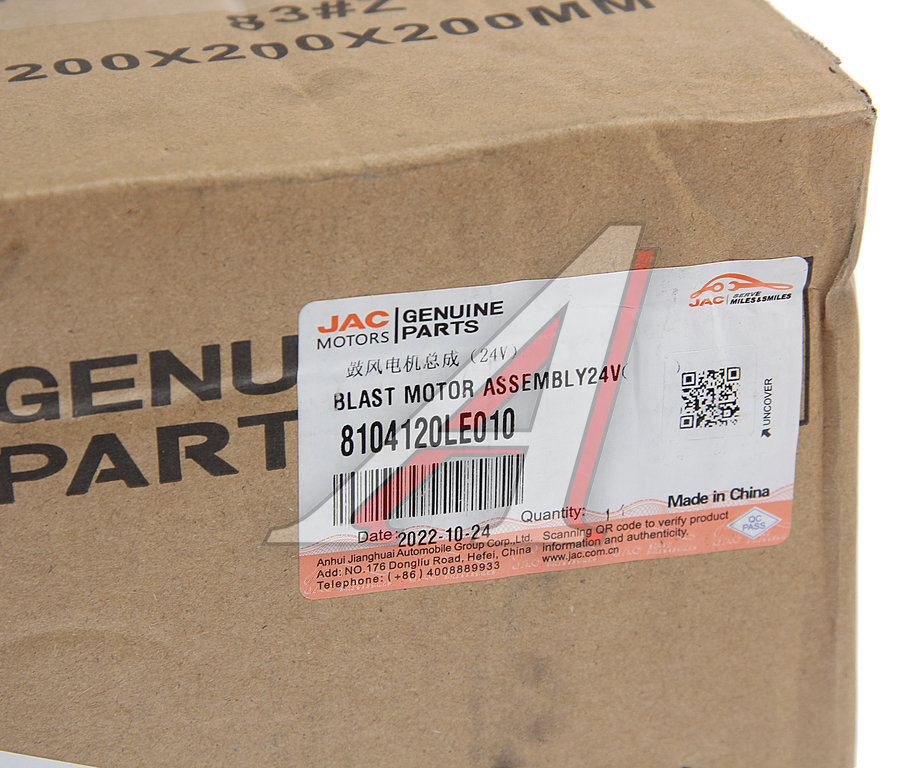 83#2
200X200X200MM
GENU
PART
JAC MOTORS
GENUINE PARTS
JAC
SERVE MILES&SMILES
鼓风电机总成（24V）
BLAST MOTOR ASSEMBLY24V(
)
8104120LE010
UNCOVER
Quantity: 1
Made in China
Date: 2022-10-24
Anhui Jianghuai Automobile Group Corp.,Ltd.
Add: NO.176 Dongliu Road, Hefei, China
Telephone: (+86) 4008889933
Scanning QR code to verify product
information and authenticity.
www.jac.com.cn
QC
PASS